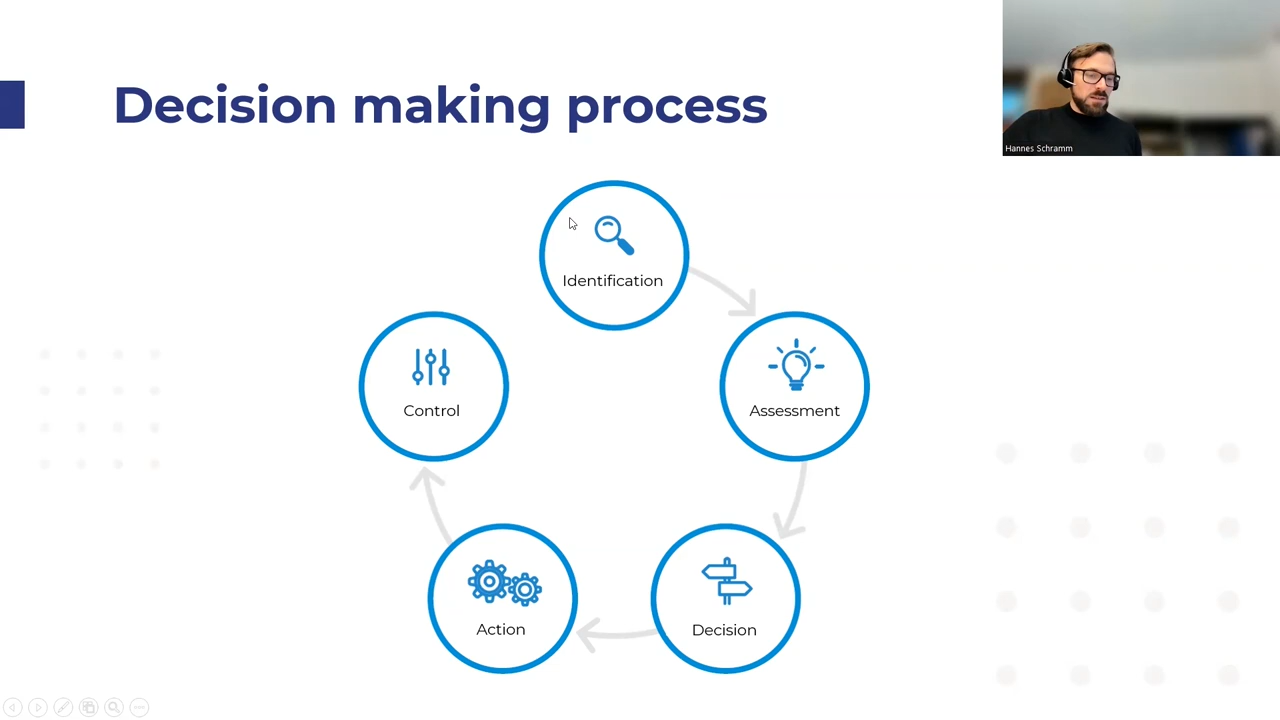 Decision making process
Hannes Schramm
Identification
Control
Assessment
Action
Decision